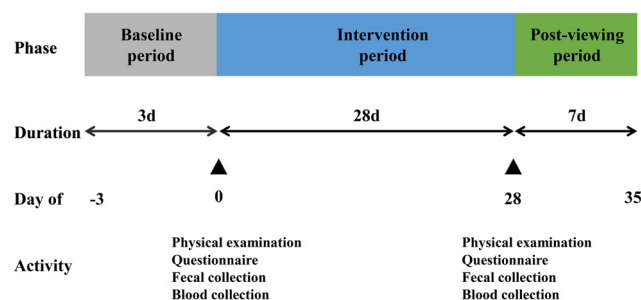 Phase
Baseline
period
Intervention
period
Post-viewing
period
Duration
3d
28d
7d
Day of
-3
0
28
35
Activity
Physical examination
Questionnaire
Fecal collection
Blood collection
Physical examination
Questionnaire
Fecal collection
Blood collection